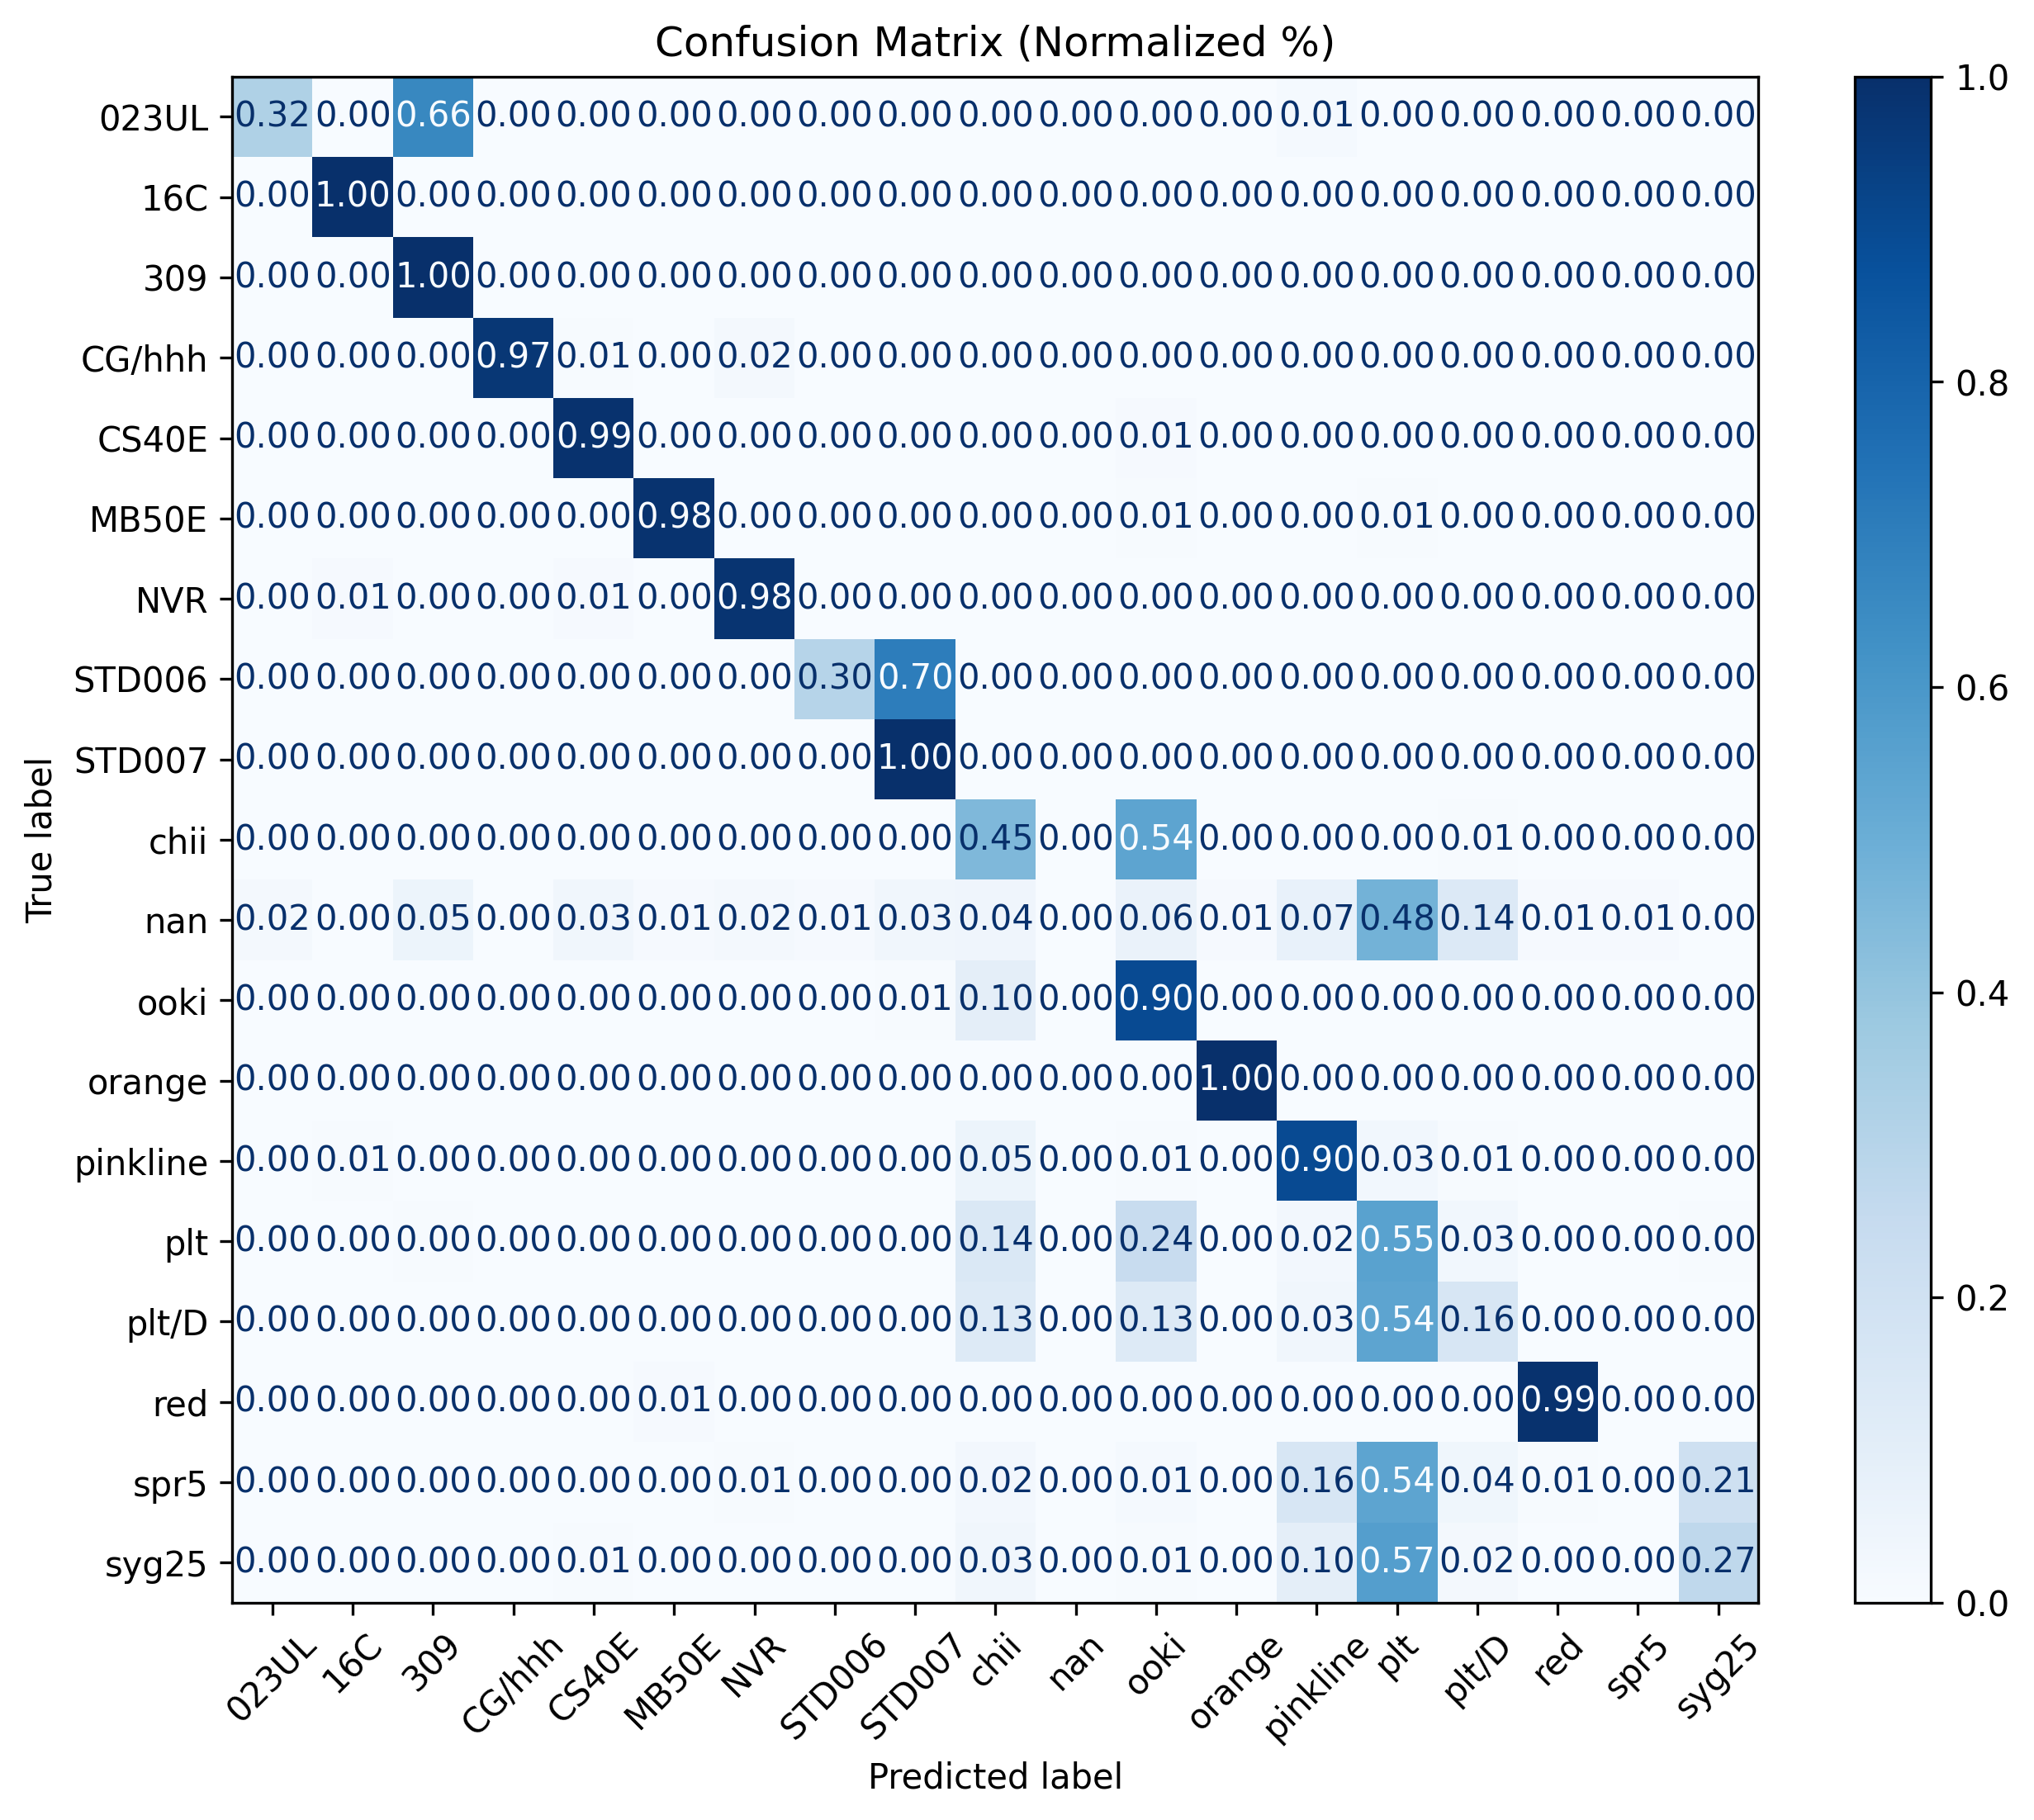 Confusion Matrix (Normalized %)
023UL 0.32 0.00 0.66 0.00 0.00 0.00 0.00 0.00 0.00 0.00 0.00 0.00 0.00 0.01 0.00 0.00 0.00 0.00 0.00
16C 0.00 1.00 0.00 0.00 0.00 0.00 0.00 0.00 0.00 0.00 0.00 0.00 0.00 0.00 0.00 0.00 0.00 0.00 0.00
309 0.00 0.00 1.00 0.00 0.00 0.00 0.00 0.00 0.00 0.00 0.00 0.00 0.00 0.00 0.00 0.00 0.00 0.00 0.00
CG/hhh 0.00 0.00 0.00 0.97 0.01 0.00 0.02 0.00 0.00 0.00 0.00 0.00 0.00 0.00 0.00 0.00 0.00 0.00 0.00
CS40E 0.00 0.00 0.00 0.00 0.99 0.00 0.00 0.00 0.00 0.00 0.00 0.01 0.00 0.00 0.00 0.00 0.00 0.00 0.00
MB50E 0.00 0.00 0.00 0.00 0.00 0.98 0.00 0.00 0.00 0.00 0.00 0.01 0.00 0.00 0.01 0.00 0.00 0.00 0.00
NVR 0.00 0.01 0.00 0.00 0.01 0.00 0.98 0.00 0.00 0.00 0.00 0.00 0.00 0.00 0.00 0.00 0.00 0.00 0.00
STD006 0.00 0.00 0.00 0.00 0.00 0.00 0.00 0.30 0.70 0.00 0.00 0.00 0.00 0.00 0.00 0.00 0.00 0.00 0.00
STD007 0.00 0.00 0.00 0.00 0.00 0.00 0.00 0.00 1.00 0.00 0.00 0.00 0.00 0.00 0.00 0.00 0.00 0.00 0.00
chii 0.00 0.00 0.00 0.00 0.00 0.00 0.00 0.00 0.00 0.45 0.00 0.54 0.00 0.00 0.00 0.01 0.00 0.00 0.00
nan 0.02 0.00 0.05 0.00 0.03 0.01 0.02 0.01 0.03 0.04 0.00 0.06 0.01 0.07 0.48 0.14 0.01 0.01 0.00
ooki 0.00 0.00 0.00 0.00 0.00 0.00 0.00 0.00 0.01 0.10 0.00 0.90 0.00 0.00 0.00 0.00 0.00 0.00 0.00
orange 0.00 0.00 0.00 0.00 0.00 0.00 0.00 0.00 0.00 0.00 0.00 0.00 1.00 0.00 0.00 0.00 0.00 0.00 0.00
pinkline 0.00 0.01 0.00 0.00 0.00 0.00 0.00 0.00 0.00 0.05 0.00 0.01 0.00 0.90 0.03 0.01 0.00 0.00 0.00
plt 0.00 0.00 0.00 0.00 0.00 0.00 0.00 0.00 0.00 0.14 0.00 0.24 0.00 0.02 0.55 0.03 0.00 0.00 0.00
plt/D 0.00 0.00 0.00 0.00 0.00 0.00 0.00 0.00 0.00 0.13 0.00 0.13 0.00 0.03 0.54 0.16 0.00 0.00 0.00
red 0.00 0.00 0.00 0.00 0.00 0.01 0.00 0.00 0.00 0.00 0.00 0.00 0.00 0.00 0.00 0.00 0.99 0.00 0.00
spr5 0.00 0.00 0.00 0.00 0.00 0.00 0.01 0.00 0.00 0.02 0.00 0.01 0.00 0.16 0.54 0.04 0.01 0.00 0.21
syg25 0.00 0.00 0.00 0.00 0.01 0.00 0.00 0.00 0.00 0.03 0.00 0.01 0.00 0.10 0.57 0.02 0.00 0.00 0.27
True label
023UL 16C 309 CG/hhh CS40E MB50E NVR STD006 STD007 chii nan ooki orange pinkline plt plt/D red spr5 syg25
Predicted label
1.0
0.8
0.6
0.4
0.2
0.0